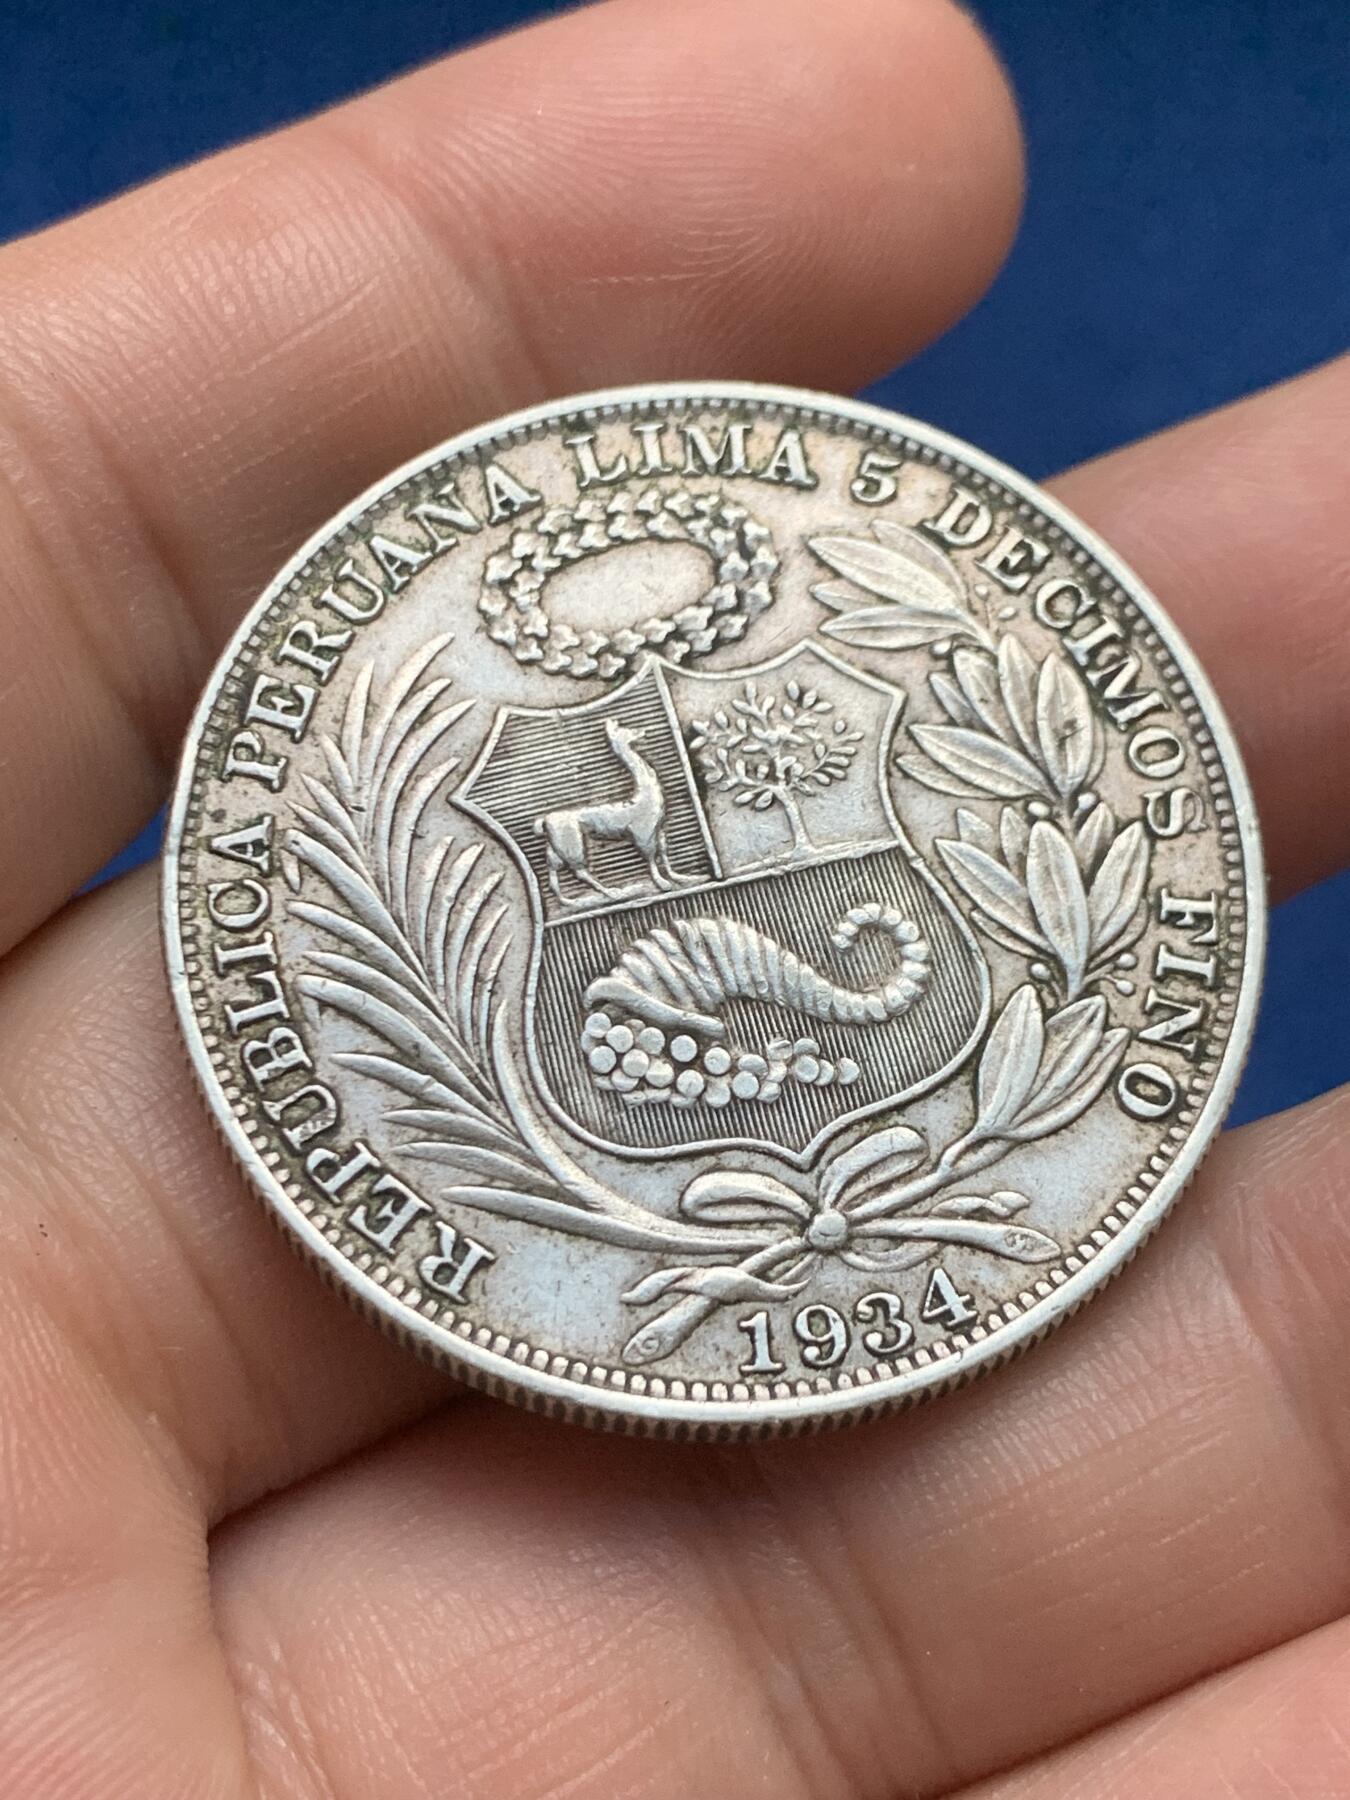 REPUBLICA PERUANA LIMA 5 DECIMOS FINO
1934